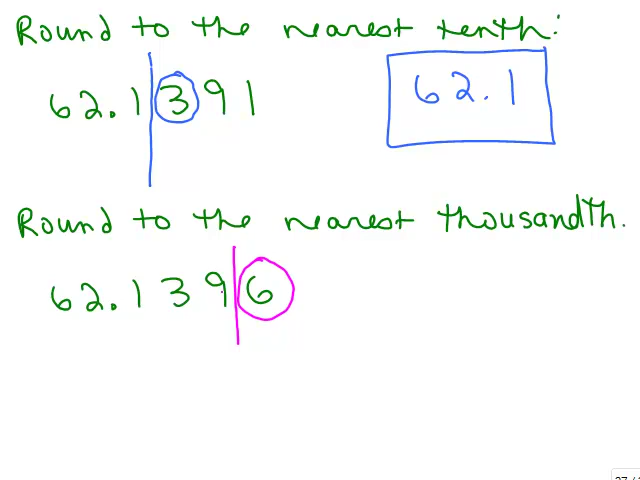 Round to the nearest tenth:
62.1391
62.1
Round to the nearest thousandth.
62.1396